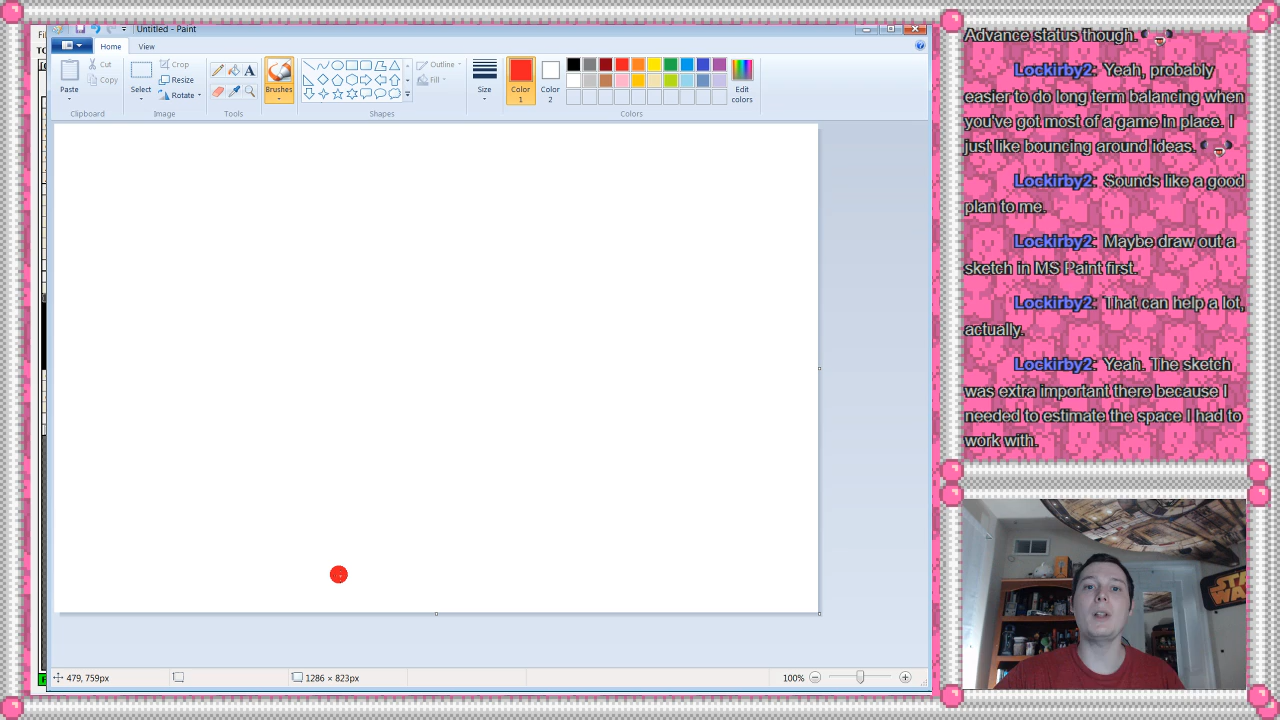 Untitled - Paint
Home
View
Paste
Cut
Copy
Clipboard
Select
Crop
Resize
Rotate
Image
Tools
Brushes
Shapes
Outline
Fill
Size
Color 1
Color 2
Edit colors
Colors
479, 759px
1286 × 823px
100%
Advance status though.
Lockirby2: Yeah, probably
easier to do long term balancing when
you've got most of a game in place. I
just like bouncing around ideas.
Lockirby2: Sounds like a good
plan to me.
Lockirby2: Maybe draw out a
sketch in MS Paint first.
Lockirby2: That can help a lot,
actually.
Lockirby2: Yeah. The sketch
was extra important there because I
needed to estimate the space I had to
work with.
STAR
WARS